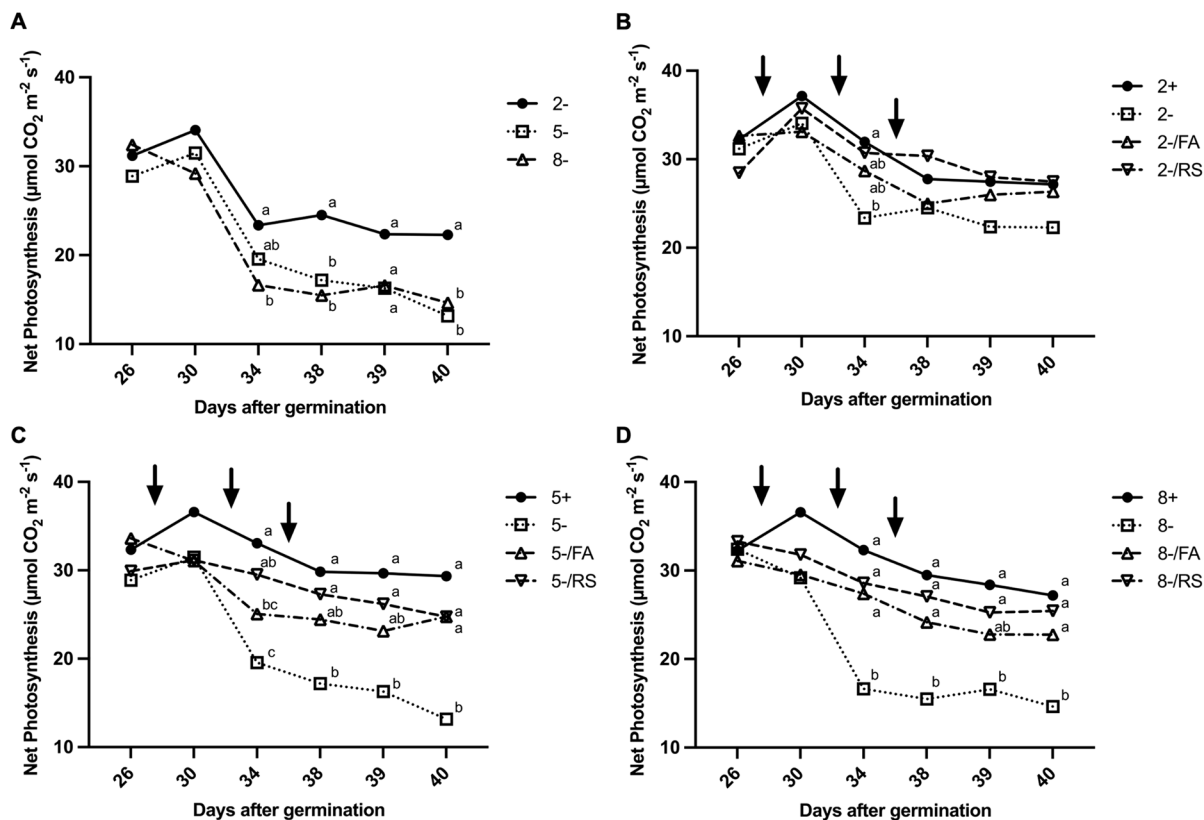 A
Net Photosynthesis (µmol CO2 m-2 s-1)
40
30
20
10
a
a
a
a
ab
b
a
b
b
b
a
b
26
30
34
38
39
40
Days after germination
2-
5-
8-
B
Net Photosynthesis (µmol CO2 m-2 s-1)
40
30
20
10
a
ab
ab
b
26
30
34
38
39
40
Days after germination
2+
2-
2-/FA
2-/RS
C
Net Photosynthesis (µmol CO2 m-2 s-1)
40
30
20
10
a
a
a
a
ab
a
a
a
bc
ab
ab
a
c
b
b
b
26
30
34
38
39
40
Days after germination
5+
5-
5-/FA
5-/RS
D
Net Photosynthesis (µmol CO2 m-2 s-1)
40
30
20
10
a
a
a
a
a
a
a
a
a
a
ab
a
b
b
b
b
26
30
34
38
39
40
Days after germination
8+
8-
8-/FA
8-/RS